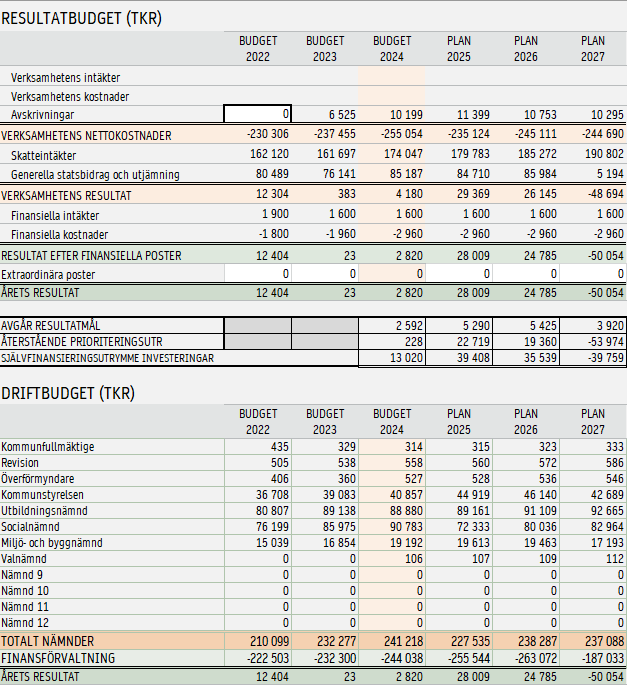 RESULTATBUDGET (TKR)
BUDGET BUDGET BUDGET PLAN PLAN PLAN
2022 2023 2024 2025 2026 2027
Verksamhetens intäkter
Verksamhetens kostnader
Avskrivningar 0 6 525 10 199 11 399 10 753 10 295
VERKSAMHETENS NETTOKOSTNADER -230 306 -237 455 -255 054 -235 124 -245 111 -244 690
Skatteintäkter 162 120 161 697 174 047 179 783 185 272 190 802
Generella statsbidrag och utjämning 80 489 76 141 85 187 84 710 85 984 5 194
VERKSAMHETENS RESULTAT 12 304 383 4 180 29 369 26 145 -48 694
Finansiella intäkter 1 900 1 600 1 600 1 600 1 600 1 600
Finansiella kostnader -1 800 -1 960 -2 960 -2 960 -2 960 -2 960
RESULTAT EFTER FINANSIELLA POSTER 12 404 23 2 820 28 009 24 785 -50 054
Extraordinära poster 0 0 0 0 0 0
ÅRETS RESULTAT 12 404 23 2 820 28 009 24 785 -50 054
AVGÅR RESULTATMÅL 2 592 5 290 5 425 3 920
ÅTERSTÅENDE PRIORITERINGSUTR 228 22 719 19 360 -53 974
SJÄLVFINANSIERINGSUTRYMME INVESTERINGAR 13 020 39 408 35 539 -39 759
DRIFTBUDGET (TKR)
BUDGET BUDGET BUDGET PLAN PLAN PLAN
2022 2023 2024 2025 2026 2027
Kommunfullmäktige 435 329 314 315 323 333
Revision 505 538 558 560 572 586
Överförmyndare 406 360 527 528 536 546
Kommunstyrelsen 36 708 39 083 40 857 44 919 46 140 42 689
Utbildningsnämnd 80 807 89 138 88 880 89 161 91 109 92 665
Socialnämnd 76 199 85 975 90 783 72 333 80 036 82 964
Miljö- och byggnämnd 15 039 16 854 19 192 19 613 19 463 17 193
Valnämnd 0 0 106 107 109 112
Nämnd 9 0 0 0 0 0 0
Nämnd 10 0 0 0 0 0 0
Nämnd 11 0 0 0 0 0 0
Nämnd 12 0 0 0 0 0 0
TOTALT NÄMNDER 210 099 232 277 241 218 227 535 238 287 237 088
FINANSFÖRVALTNING -222 503 -232 300 -244 038 -255 544 -263 072 -187 033
ÅRETS RESULTAT 12 404 23 2 820 28 009 24 785 -50 054